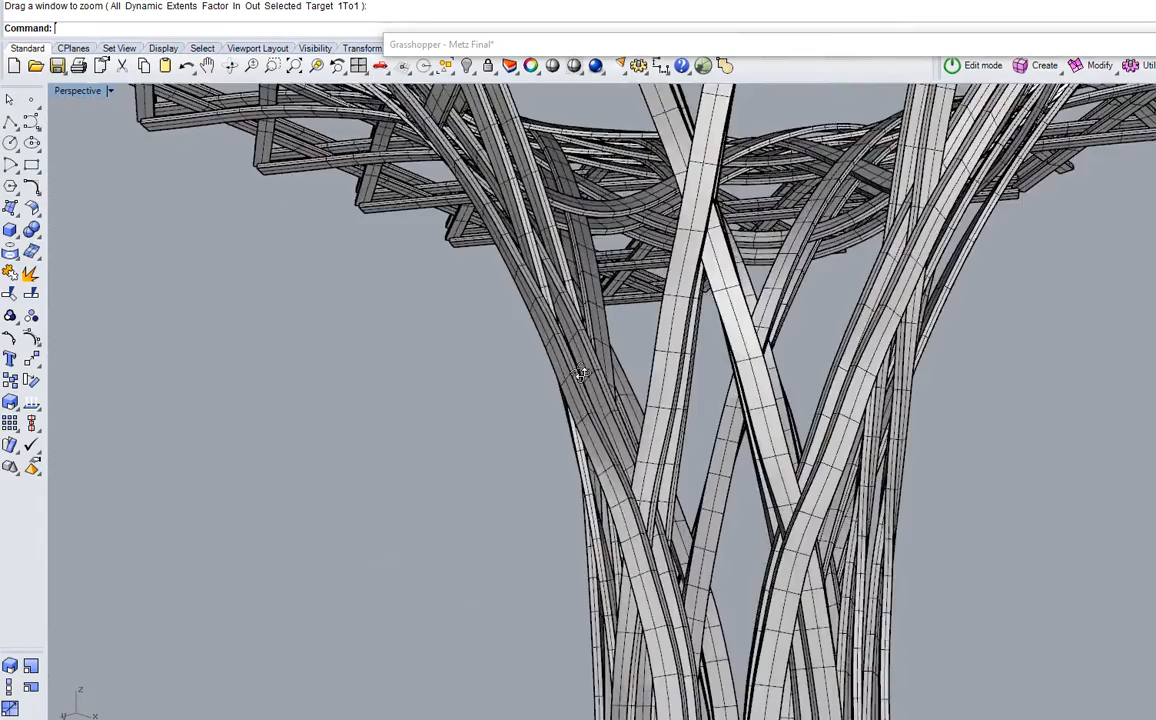 Drag a window to zoom ( All Dynamic Extents Factor In Out Selected Target 1To1 ):
Command:
Grasshopper - Metz Final*
Standard CPlanes Set View Display Select Viewport Layout Visibility Transform
Edit mode Create Modify Util
Perspective
z
x